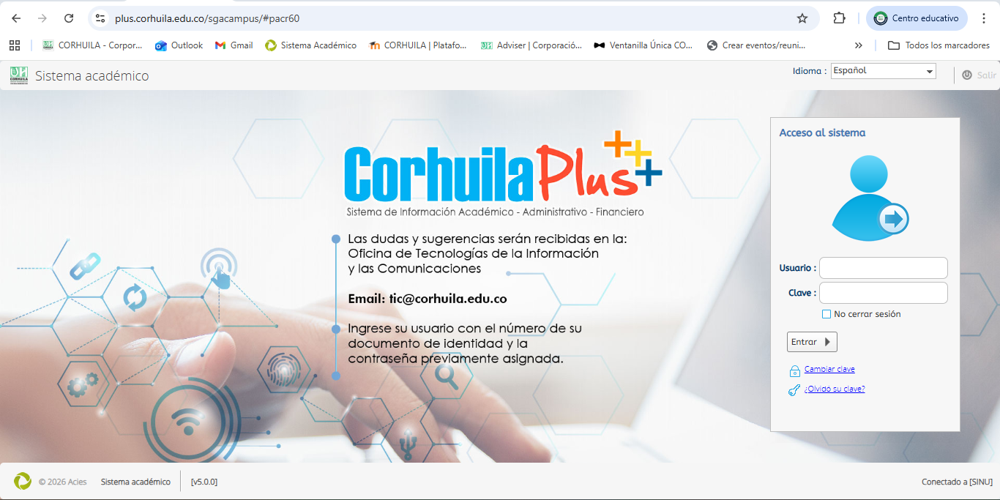 plus.corhuila.edu.co/sgacampus/#pacr60
Centro educativo
CORHUILA - Corpor...
Outlook
Gmail
Sistema Académico
CORHUILA | Platafo...
Adviser | Corporació...
Ventanilla Única CO...
Crear eventos/reuni...
»
Todos los marcadores
Sistema académico
Idioma :
Español
Salir
Corhuila Plus
Sistema de Información Académico - Administrativo - Financiero
Las dudas y sugerencias serán recibidas en la:
Oficina de Tecnologías de la Información
y las Comunicaciones
Email: tic@corhuila.edu.co
Ingrese su usuario con el número de su
documento de identidad y la
contraseña previamente asignada.
Acceso al sistema
Usuario :
Clave :
No cerrar sesión
Entrar
Cambiar clave
¿Olvidó su clave?
© 2026 Acies
Sistema académico
[v5.0.0]
Conectado a [SINU]